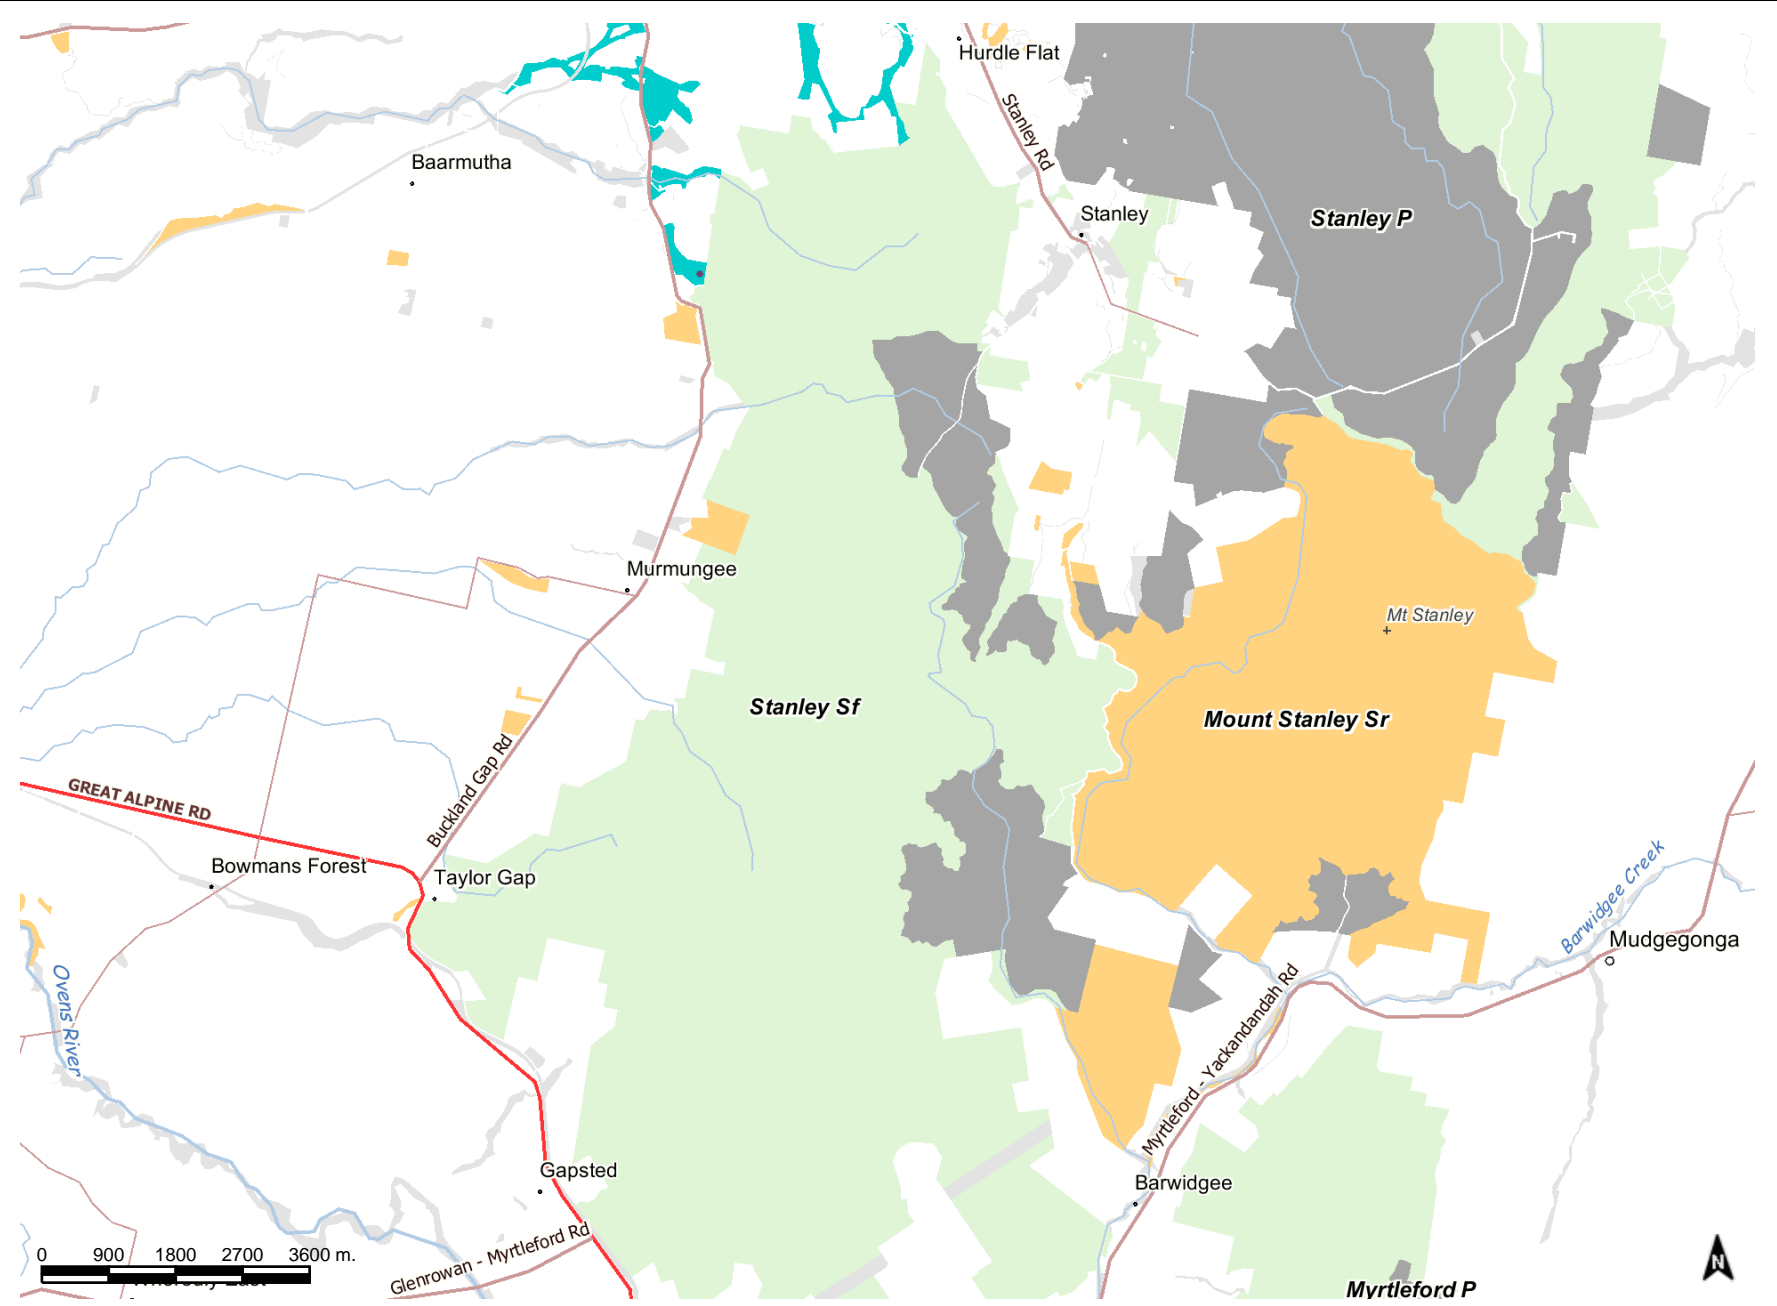 Hurdle Flat
Stanley Rd
Baarmutha
Stanley
Stanley P
Murmungee
Mt Stanley
Stanley Sf
Mount Stanley Sr
Buckland Gap Rd
GREAT ALPINE RD
Bowmans Forest
Taylor Gap
Barwidgee Creek
Mudgegonga
Ovens River
Myrtleford - Yackandandah Rd
Gapsted
Barwidgee
Glenrowan - Myrtleford Rd
0 900 1800 2700 3600 m.
N
Myrtleford P